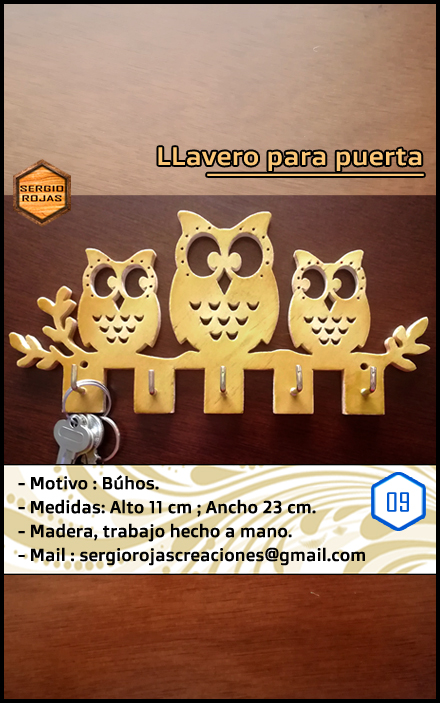 LLavero para puerta
SERGIO
ROJAS
- Motivo : Búhos.
- Medidas: Alto 11 cm ; Ancho 23 cm.
- Madera, trabajo hecho a mano.
- Mail : sergiorojascreaciones@gmail.com
09